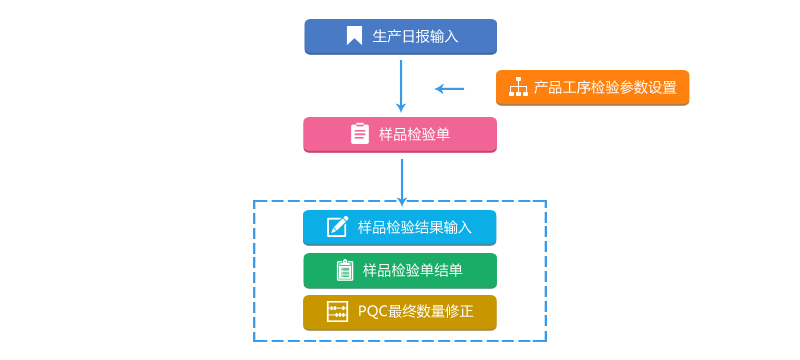 生产日报输入
产品工序检验参数设置
样品检验单
样品检验结果输入
样品检验单结单
PQC最终数量修正